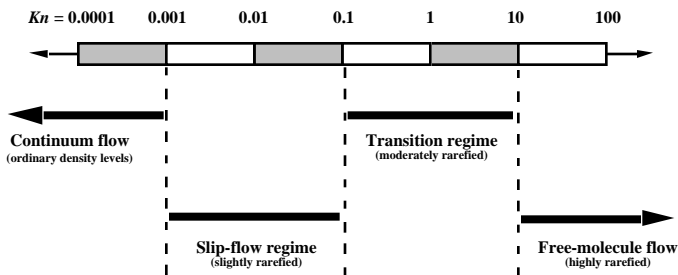 Kn = 0.0001 0.001 0.01 0.1 1 10 100
Continuum flow
(ordinary density levels)
Transition regime
(moderately rarefied)
Slip-flow regime
(slightly rarefied)
Free-molecule flow
(highly rarefied)